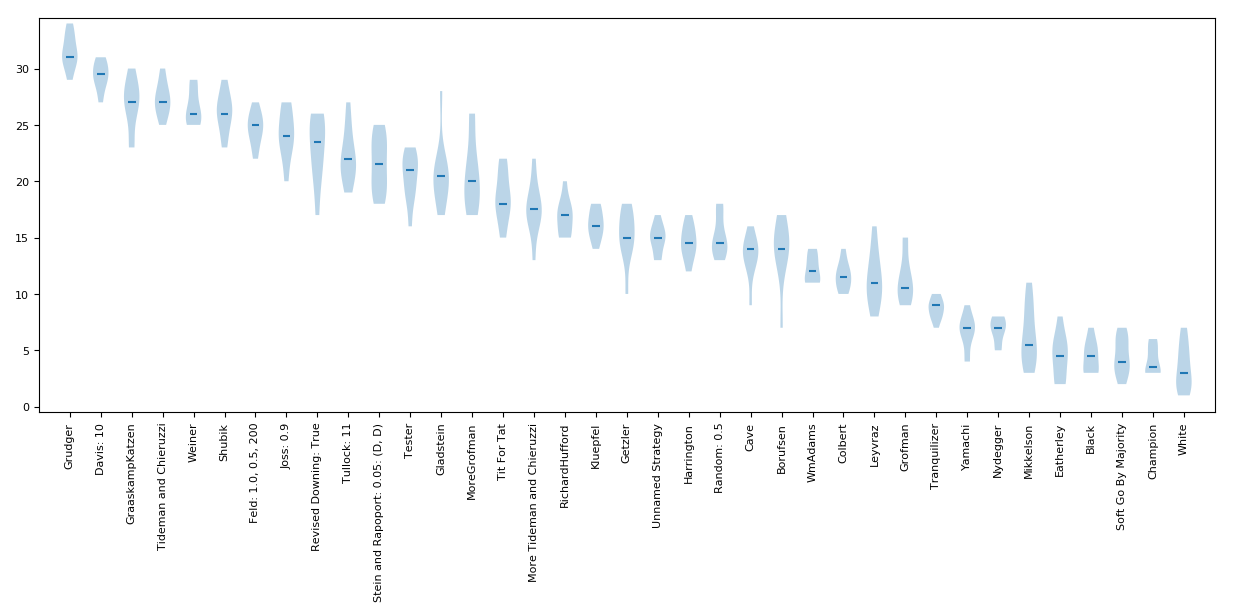 30
25
20
15
10
5
0
Grudger
Davis: 10
GraaskampKatzen
Tideman and Chieruzzi
Weiner
Shubik
Feld: 1.0, 0.5, 200
Joss: 0.9
Revised Downing: True
Tullock: 11
Stein and Rapoport: 0.05: (D, D)
Tester
Gladstein
MoreGrofman
Tit For Tat
More Tideman and Chieruzzi
RichardHufford
Kluepfel
Getzler
Unnamed Strategy
Harrington
Random: 0.5
Cave
Borufsen
WmAdams
Colbert
Leyvraz
Grofman
Tranquilizer
Yamachi
Nydegger
Mikkelson
Eatherley
Black
Soft Go By Majority
Champion
White